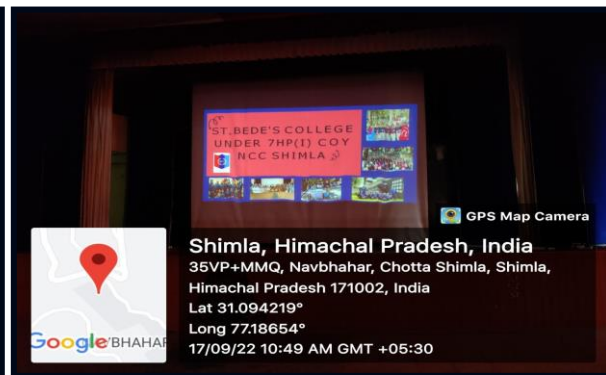 ST.BEDE'S COLLEGE
UNDER 7HP(I) COY
NCC SHIMLA
GPS Map Camera
Shimla, Himachal Pradesh, India
35VP+MMQ, Navbhahar, Chotta Shimla, Shimla,
Himachal Pradesh 171002, India
Lat 31.094219°
Long 77.18654°
17/09/22 10:49 AM GMT +05:30
Google
BHAHAR